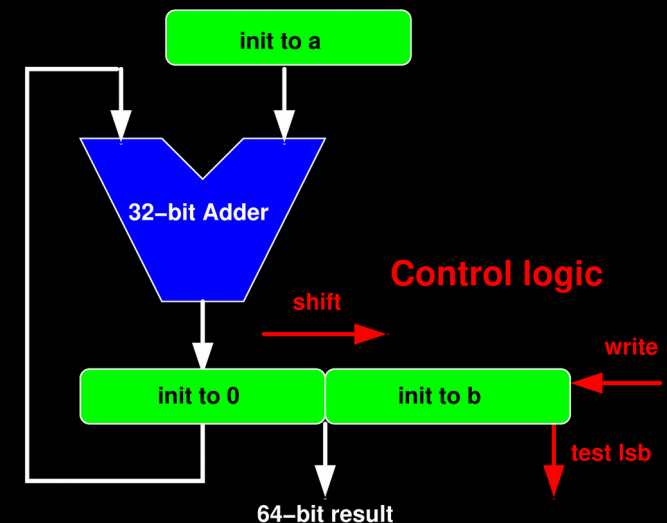 init to a
32−bit Adder
Control logic
shift
write
init to 0
init to b
test lsb
64−bit result